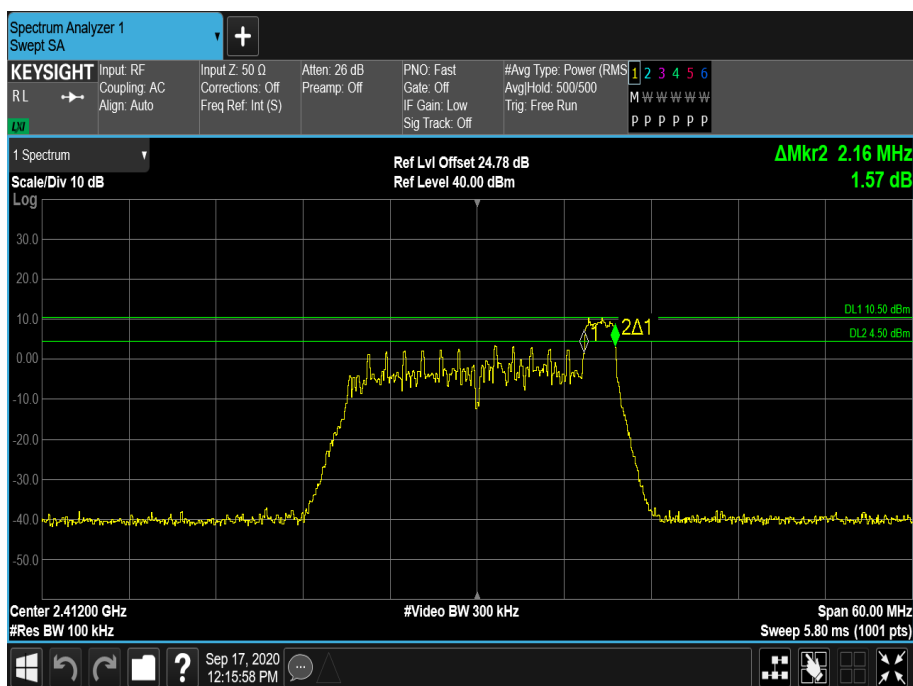 Spectrum Analyzer 1
Swept SA
+
KEYSIGHT
R L
LXI
Input: RF
Coupling: AC
Align: Auto
Input Z: 50 Ω
Corrections: Off
Freq Ref: Int (S)
Atten: 26 dB
Preamp: Off
PNO: Fast
Gate: Off
IF Gain: Low
Sig Track: Off
#Avg Type: Power (RMS
Avg|Hold: 500/500
Trig: Free Run
1 2 3 4 5 6
M W W W W W
P P P P P P
1 Spectrum
Scale/Div 10 dB
Ref Lvl Offset 24.78 dB
Ref Level 40.00 dBm
ΔMkr2 2.16 MHz
1.57 dB
Log
30.0
20.0
10.0
0.00
-10.0
-20.0
-30.0
-40.0
-50.0
DL1 10.50 dBm
DL2 4.50 dBm
1
2Δ1
Center 2.41200 GHz
#Res BW 100 kHz
#Video BW 300 kHz
Span 60.00 MHz
Sweep 5.80 ms (1001 pts)
?
Sep 17, 2020
12:15:58 PM